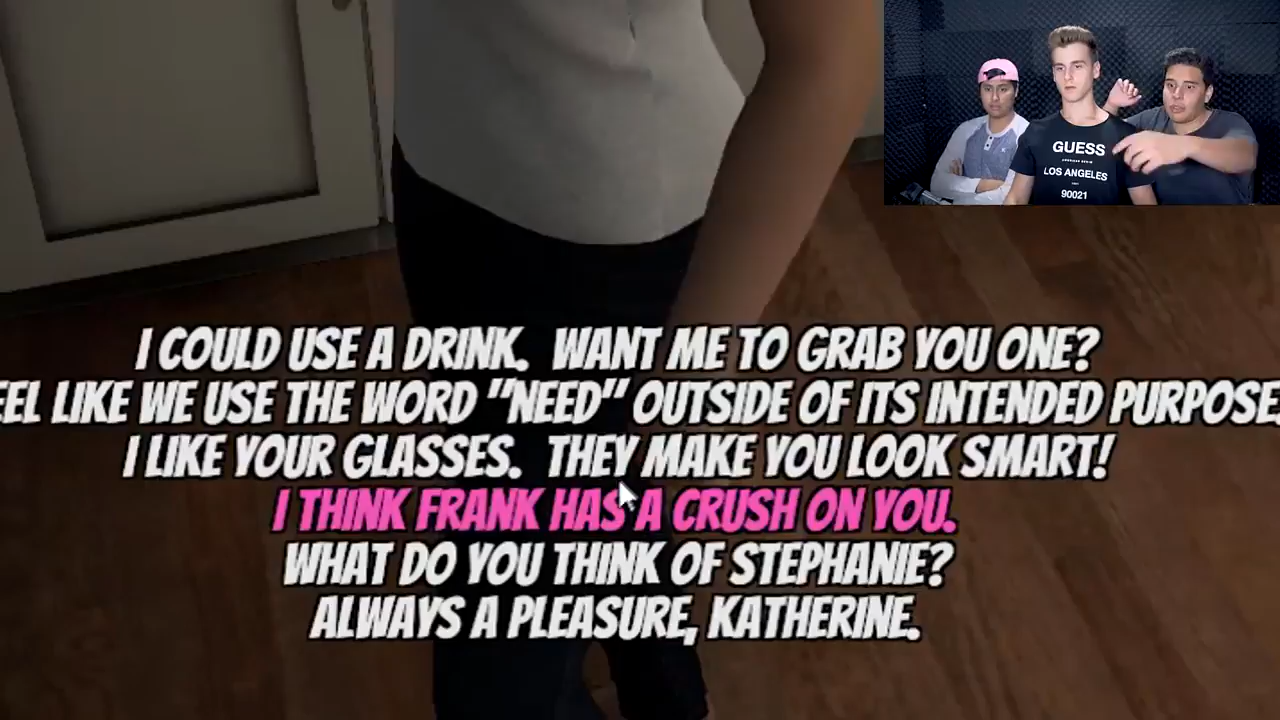 GUESS
LOS ANGELES
90021
I COULD USE A DRINK. WANT ME TO GRAB YOU ONE?
EEL LIKE WE USE THE WORD "NEED" OUTSIDE OF ITS INTENDED PURPOSE.
I LIKE YOUR GLASSES. THEY MAKE YOU LOOK SMART!
I THINK FRANK HAS A CRUSH ON YOU.
WHAT DO YOU THINK OF STEPHANIE?
ALWAYS A PLEASURE, KATHERINE.